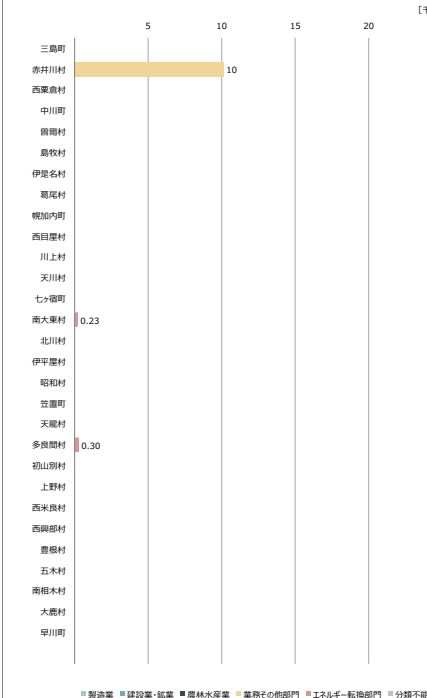 [千
5 10 15 20
三島町
赤井川村 10
西粟倉村
中川町
曽爾村
島牧村
伊是名村
葛尾村
幌加内町
西目屋村
川上村
天川村
七ヶ宿町
南大東村 0.23
北川村
伊平屋村
昭和村
笠置町
天龍村
多良間村 0.30
初山別村
上野村
西米良村
西興部村
豊根村
五木村
南相木村
大鹿村
早川町
製造業 建設業・鉱業 農林水産業 業務その他部門 エネルギー転換部門 分類不能